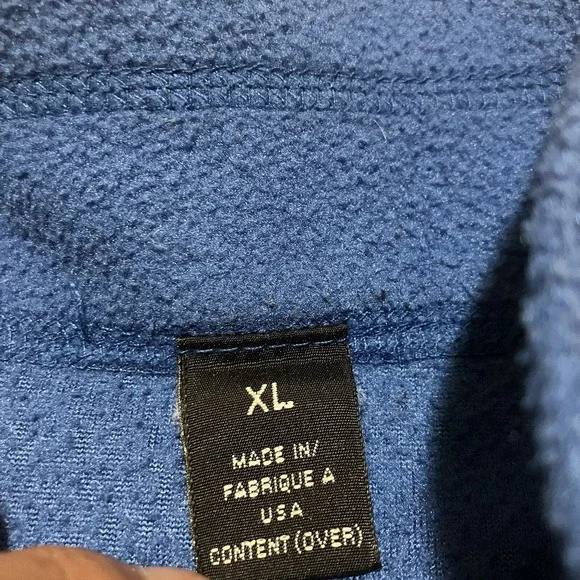 XL
MADE IN/
FABRIQUE A
USA
CONTENT (OVER)